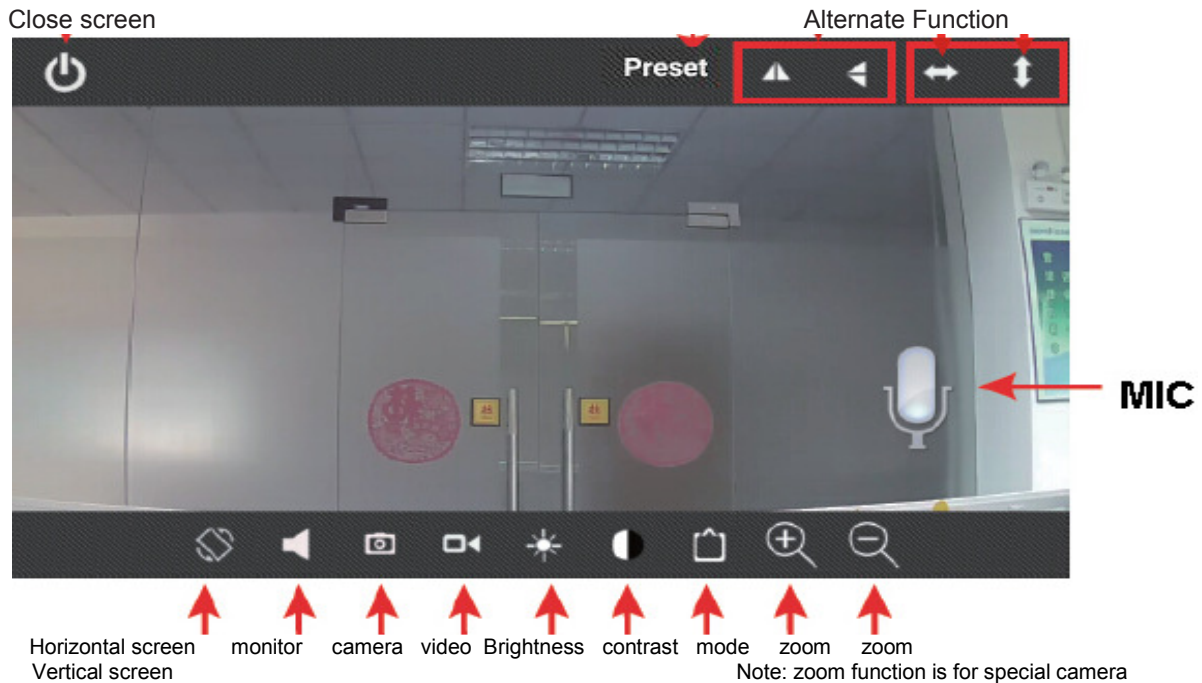 Close screen
Alternate Function
Preset
MIC
Horizontal screen monitor camera video Brightness contrast mode zoom zoom
Vertical screen
Note: zoom function is for special camera